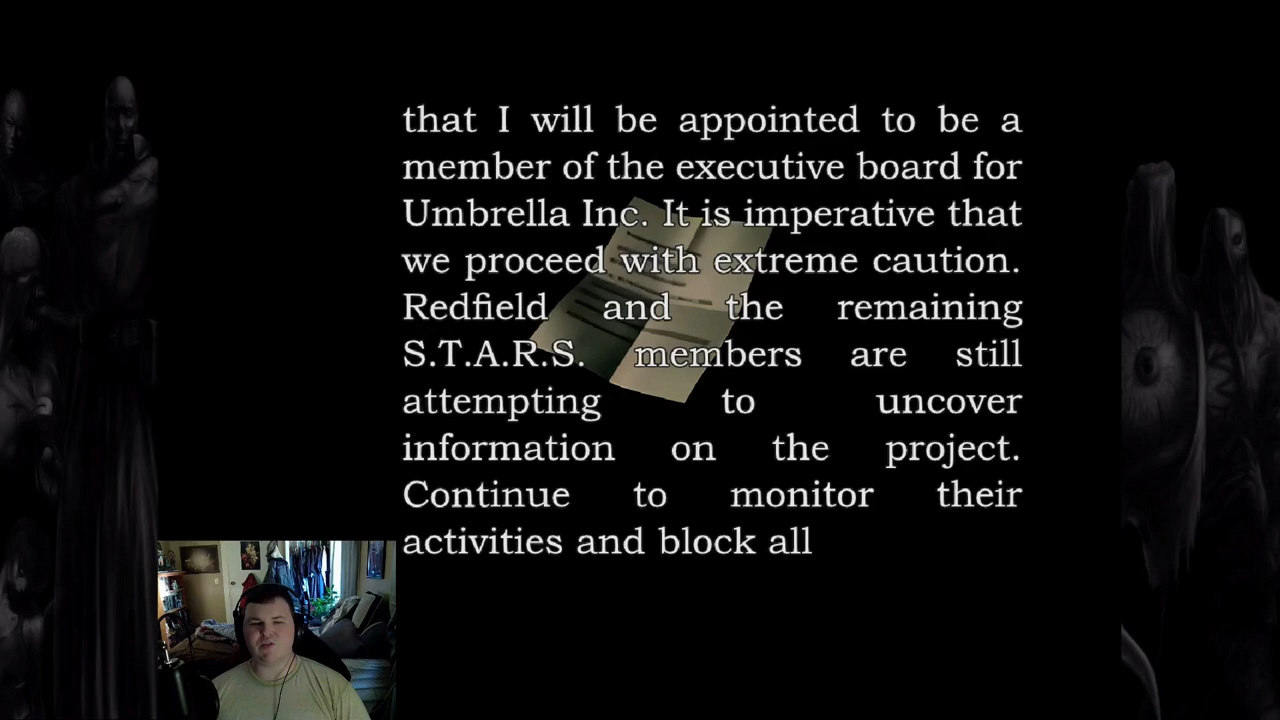 that I will be appointed to be a
member of the executive board for
Umbrella Inc. It is imperative that
we proceed with extreme caution.
Redfield and the remaining
S.T.A.R.S. members are still
attempting to uncover
information on the project.
Continue to monitor their
activities and block all